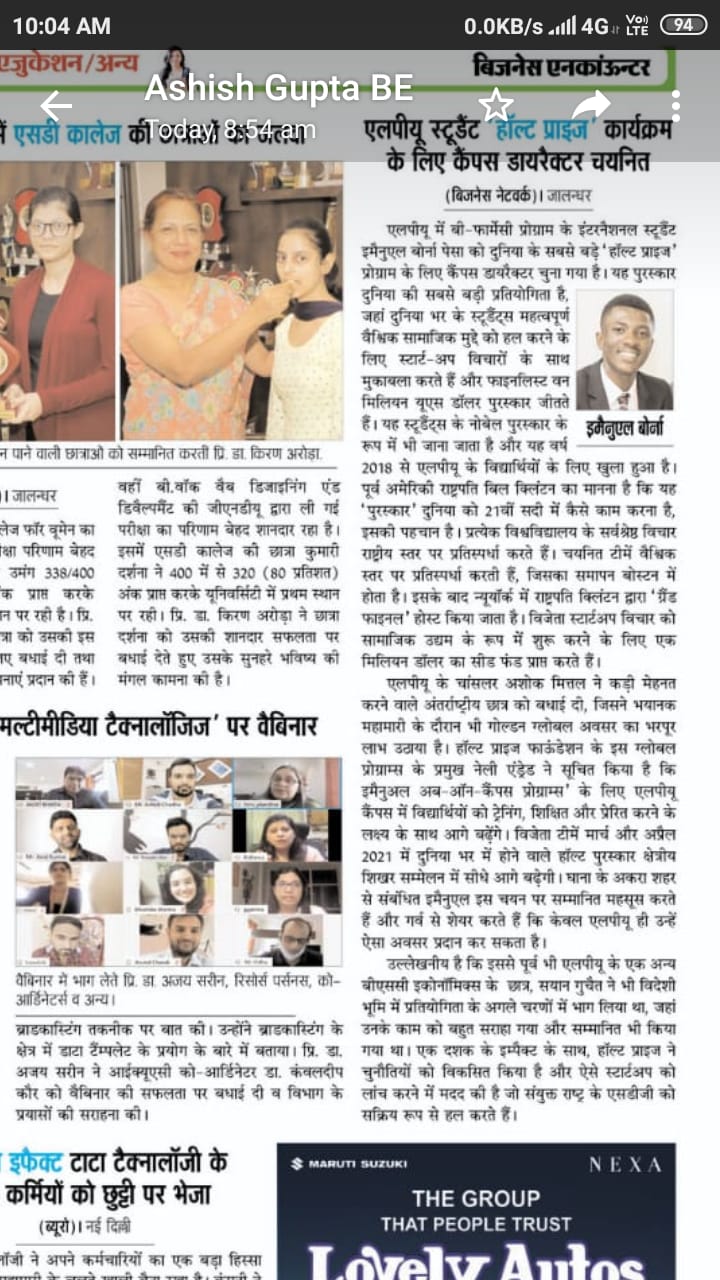 10:04 AM
0.0KB/s 4G Vo) LTE 94
एजुकेशन/अन्य
बिजनेस एनकांऊन्टर
Ashish Gupta BE
Today, 8:54 am
एसडी कालेज की छात्राओं का
पाने वाली छात्राओ को सम्मानित करती प्रि. डा. किरण अरोड़ा.
। जालन्धर
लेज फॉर वूमेन का
क्षा परिणाम बेहद
उमंग 338/400
क प्राप्त करके
न पर रही है। प्रि.
त्रा को उसकी इस
ए बधाई दी तथा
नाएं प्रदान की हैं।
वहीं बी.वॉक वैब डिजाइनिंग एंड
डिवैल्पमैंट की जीएनडीयू द्वारा ली गई
परीक्षा का परिणाम बेहद शानदार रहा है।
इसमें एसडी कालेज की छात्रा कुमारी
दर्शना ने 400 में से 320 (80 प्रतिशत)
अंक प्राप्त करके यूनिवर्सिटी में प्रथम स्थान
पर रही। प्रि. डा. किरण अरोड़ा ने छात्रा
दर्शना को उसकी शानदार सफलता पर
बधाई देते हुए उसके सुनहरे भविष्य की
मंगल कामना की है।
मल्टीमीडिया टैक्नालॉजिज' पर वैबिनार
वैबिनार में भाग लेते प्रि. डा. अजय सरीन, रिसोर्स पर्सनस, को-
आर्डिनेटर्स व अन्य।
ब्राडकास्टिंग तकनीक पर बात की। उन्होंने ब्राडकास्टिंग के
क्षेत्र में डाटा टैंम्पलेट के प्रयोग के बारे में बताया। प्रि. डा.
अजय सरीन ने आईक्यूएसी को-आर्डिनेटर डा. कंवलदीप
कौर को वैबिनार की सफलता पर बधाई दी व विभाग के
प्रयासों की सराहना की।
इफैक्ट टाटा टैक्नालॉजी के
कर्मियों को छुट्टी पर भेजा
(ब्यूरो)। नई दिल्ली
लॉजी ने अपने कर्मचारियों का एक बड़ा हिस्सा
एलपीयू स्टूडैंट 'हॉल्ट प्राइज' कार्यक्रम
के लिए कैंपस डायरैक्टर चयनित
(बिजनेस नेटवर्क)। जालन्धर
एलपीयू में बी-फार्मेसी प्रोग्राम के इंटरनैशनल स्टूडैंट
इमैनुएल बोर्ना पेसा को दुनिया के सबसे बड़े 'हॉल्ट प्राइज'
प्रोग्राम के लिए कैंपस डायरैक्टर चुना गया है। यह पुरस्कार
दुनिया की सबसे बड़ी प्रतियोगिता है,
जहां दुनिया भर के स्टूडैंट्स महत्वपूर्ण
वैश्विक सामाजिक मुद्दे को हल करने के
लिए स्टार्ट-अप विचारों के साथ
मुकाबला करते हैं और फाइनलिस्ट वन
मिलियन यूएस डॉलर पुरस्कार जीतते
हैं। यह स्टूडैंट्स के नोबेल पुरस्कार के
रूप में भी जाना जाता है और यह वर्ष
इमैनुएल बोर्ना
2018 से एलपीयू के विद्यार्थियों के लिए खुला हुआ है।
पूर्व अमेरिकी राष्ट्रपति बिल क्लिंटन का मानना है कि यह
'पुरस्कार' दुनिया को 21वीं सदी में कैसे काम करना है,
इसकी पहचान है। प्रत्येक विश्वविद्यालय के सर्वश्रेष्ठ विचार
राष्ट्रीय स्तर पर प्रतिस्पर्धा करते हैं। चयनित टीमें वैश्विक
स्तर पर प्रतिस्पर्धा करती हैं, जिसका समापन बोस्टन में
होता है। इसके बाद न्यूयॉर्क में राष्ट्रपति क्लिंटन द्वारा 'ग्रैंड
फाइनल' होस्ट किया जाता है। विजेता स्टार्टअप विचार को
सामाजिक उद्यम के रूप में शुरू करने के लिए एक
मिलियन डॉलर का सीड फंड प्राप्त करते हैं।
एलपीयू के चांसलर अशोक मित्तल ने कड़ी मेहनत
करने वाले अंतर्राष्ट्रीय छात्र को बधाई दी, जिसने भयानक
महामारी के दौरान भी गोल्डन ग्लोबल अवसर का भरपूर
लाभ उठाया है। हॉल्ट प्राइज फाऊंडेशन के इस ग्लोबल
प्रोग्राम्स के प्रमुख नेली एंड्रेड ने सूचित किया है कि
इमैनुअल अब-ऑन-कैंपस प्रोग्राम्स' के लिए एलपीयू
कैंपस में विद्यार्थियों को ट्रेनिंग, शिक्षित और प्रेरित करने के
लक्ष्य के साथ आगे बढ़ेंगे। विजेता टीमें मार्च और अप्रैल
2021 में दुनिया भर में होने वाले हॉल्ट पुरस्कार क्षेत्रीय
शिखर सम्मेलन में सीधे आगे बढ़ेगी। घाना के अकरा शहर
से संबंधित इमैनुएल इस चयन पर सम्मानित महसूस करते
हैं और गर्व से शेयर करते हैं कि केवल एलपीयू ही उन्हें
ऐसा अवसर प्रदान कर सकता है।
उल्लेखनीय है कि इससे पूर्व भी एलपीयू के एक अन्य
बीएससी इकोनॉमिक्स के छात्र, सयान गुचैत ने भी विदेशी
भूमि में प्रतियोगिता के अगले चरणों में भाग लिया था, जहां
उनके काम को बहुत सराहा गया और सम्मानित भी किया
गया था। एक दशक के इम्पैक्ट के साथ, हॉल्ट प्राइज ने
चुनौतियों को विकसित किया है और ऐसे स्टार्टअप को
लांच करने में मदद की है जो संयुक्त राष्ट्र के एसडीजी को
सक्रिय रूप से हल करते हैं।
MARUTI SUZUKI
NEXA
THE GROUP
THAT PEOPLE TRUST
Lovely Autos